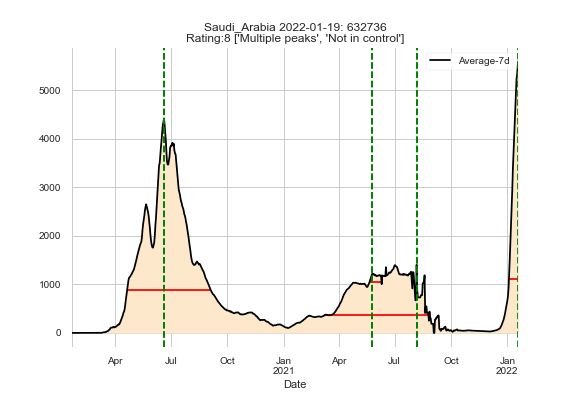 Saudi_Arabia 2022-01-19: 632736
Rating:8 ['Multiple peaks', 'Not in control']
Average-7d
5000
4000
3000
2000
1000
0
Apr Jul Oct Jan Apr Jul Oct Jan
2021 2022
Date